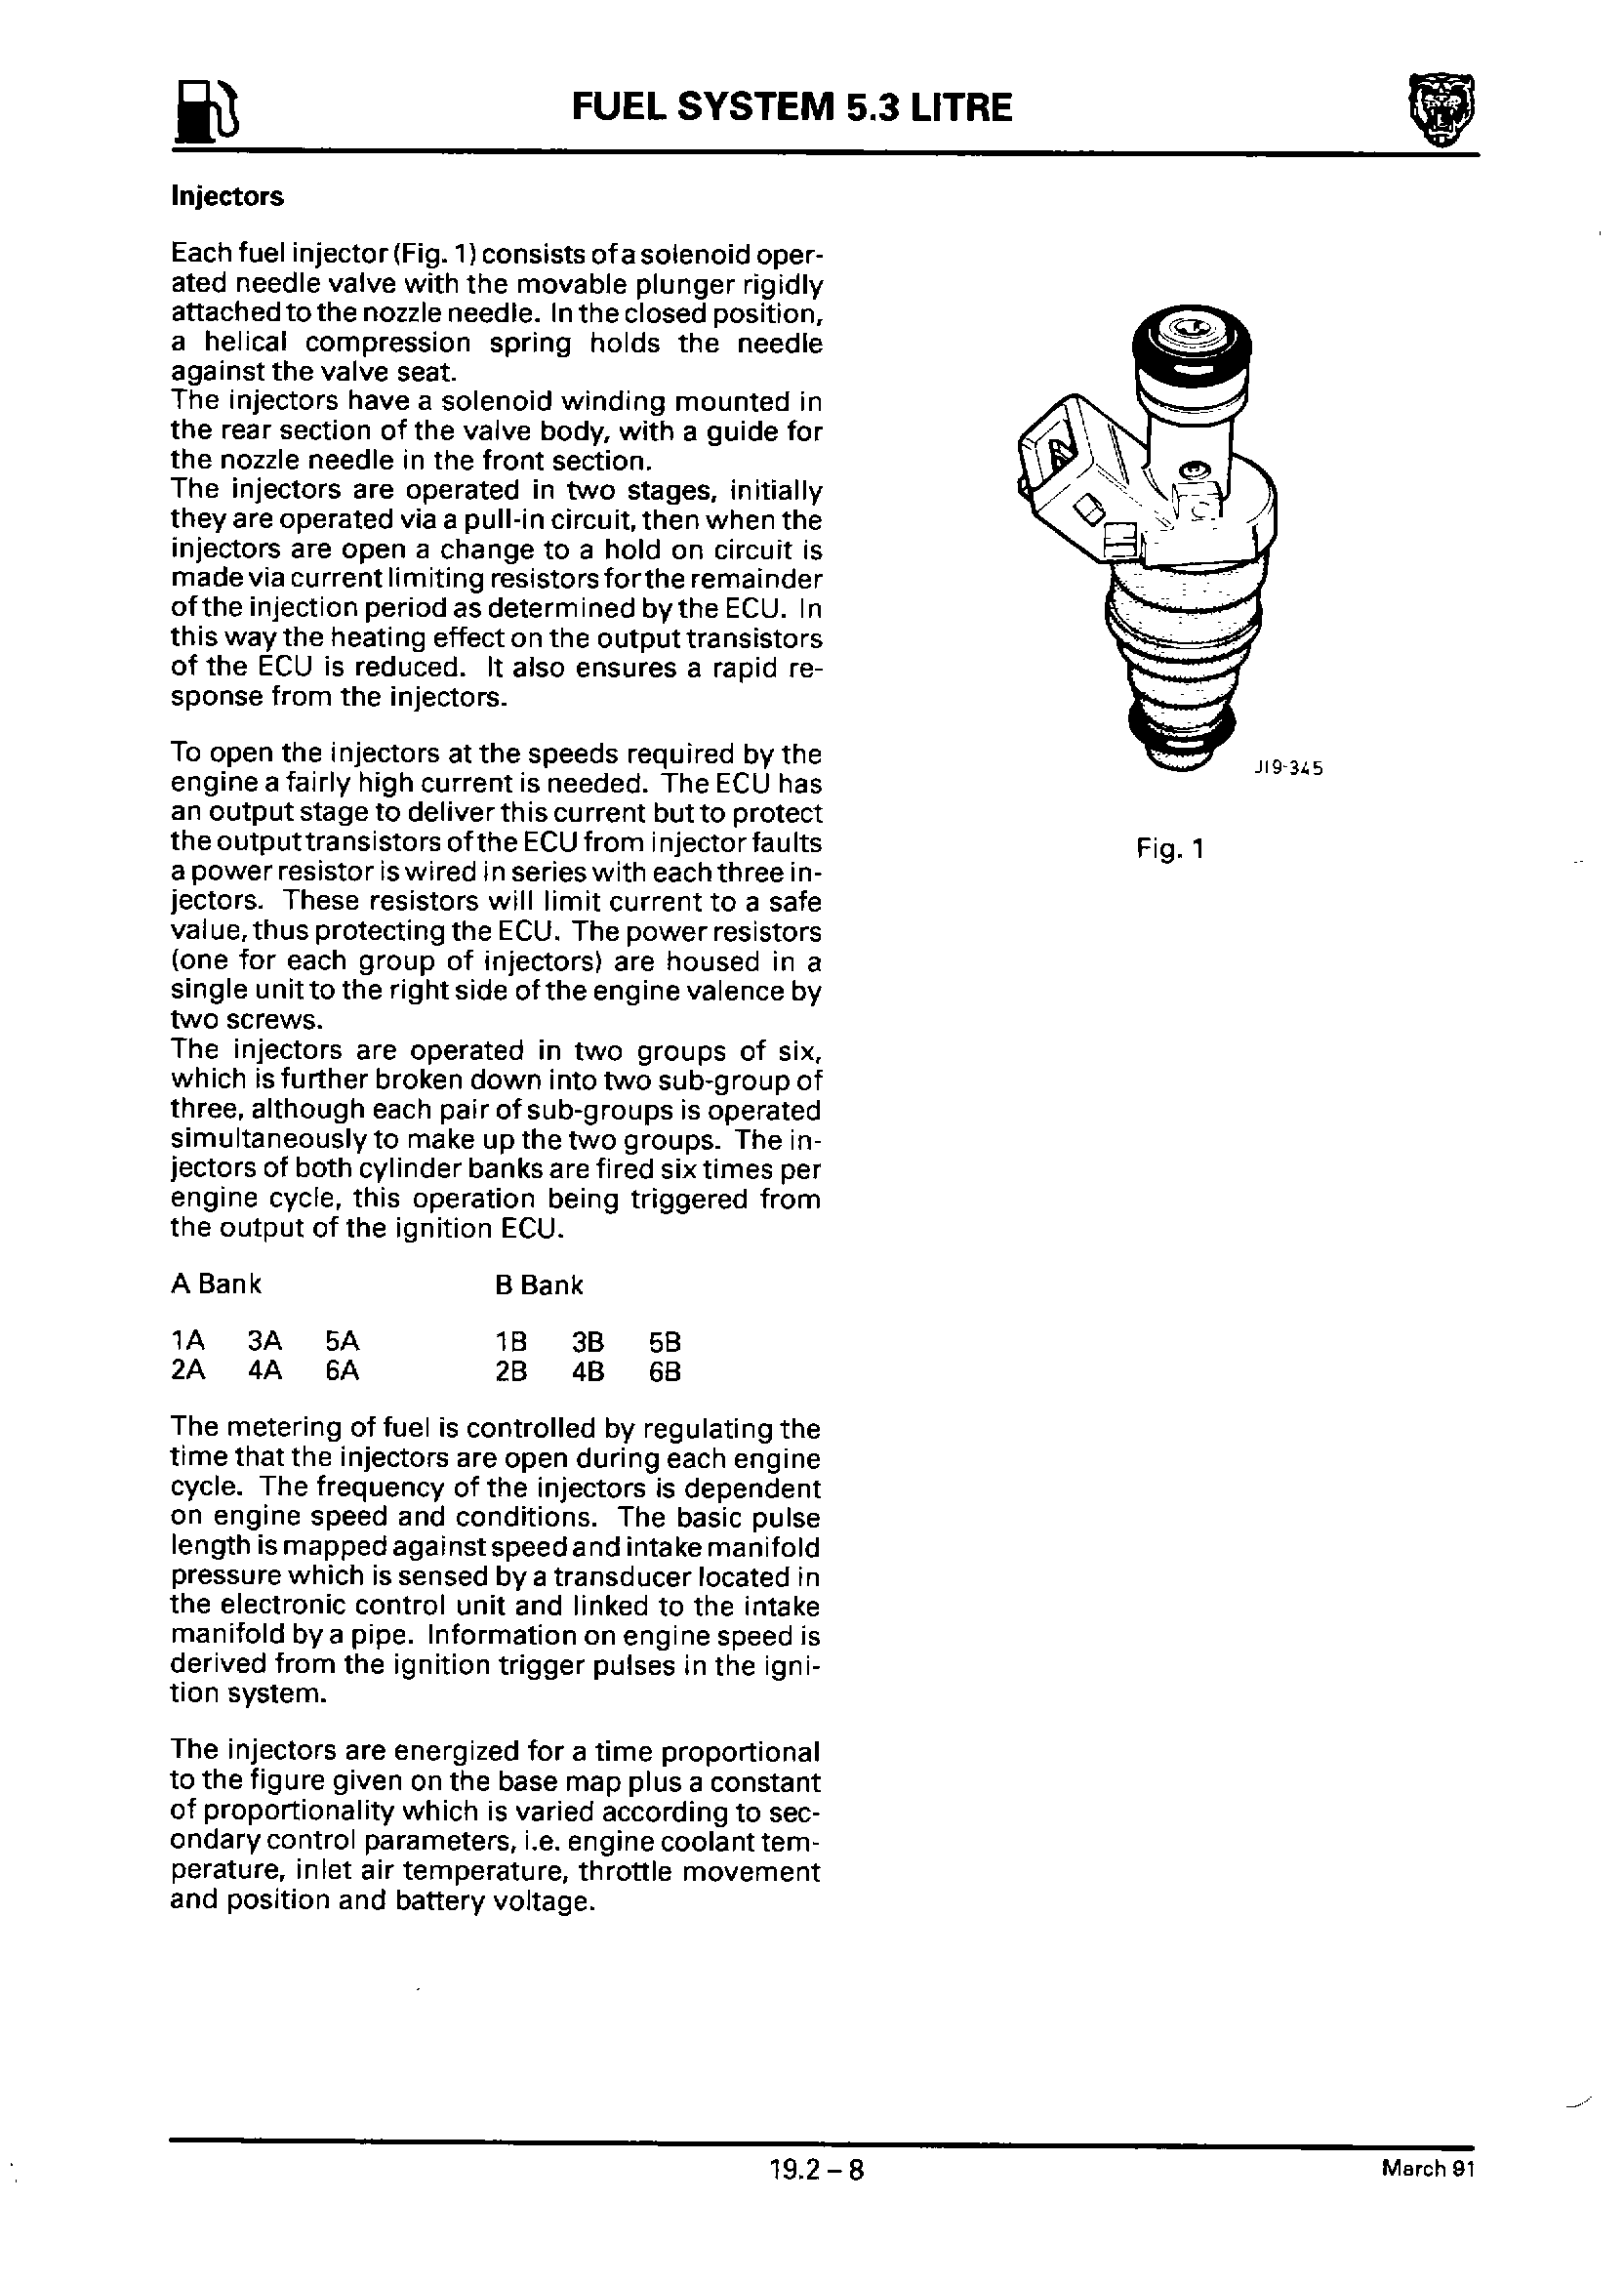 FUEL SYSTEM 5.3 LITRE
Injectors
Each fuel injector (Fig. 1) consists of a solenoid oper-
ated needle valve with the movable plunger rigidly
attached to the nozzle needle. In the closed position,
a helical compression spring holds the needle
against the valve seat.
The injectors have a solenoid winding mounted in
the rear section of the valve body, with a guide for
the nozzle needle in the front section.
The injectors are operated in two stages, initially
they are operated via a pull-in circuit, then when the
injectors are open a change to a hold on circuit is
made via current limiting resistors for the remainder
of the injection period as determined by the ECU. In
this way the heating effect on the output transistors
of the ECU is reduced. It also ensures a rapid re-
sponse from the injectors.
To open the injectors at the speeds required by the
engine a fairly high current is needed. The ECU has
an output stage to deliver this current but to protect
the output transistors of the ECU from injector faults
a power resistor is wired in series with each three in-
jectors. These resistors will limit current to a safe
value, thus protecting the ECU. The power resistors
(one for each group of injectors) are housed in a
single unit to the right side of the engine valence by
two screws.
The injectors are operated in two groups of six,
which is further broken down into two sub-group of
three, although each pair of sub-groups is operated
simultaneously to make up the two groups. The in-
jectors of both cylinder banks are fired six times per
engine cycle, this operation being triggered from
the output of the ignition ECU.
A Bank B Bank
1A 3A 5A 1B 3B 5B
2A 4A 6A 2B 4B 6B
The metering of fuel is controlled by regulating the
time that the injectors are open during each engine
cycle. The frequency of the injectors is dependent
on engine speed and conditions. The basic pulse
length is mapped against speed and intake manifold
pressure which is sensed by a transducer located in
the electronic control unit and linked to the intake
manifold by a pipe. Information on engine speed is
derived from the ignition trigger pulses in the igni-
tion system.
The injectors are energized for a time proportional
to the figure given on the base map plus a constant
of proportionality which is varied according to sec-
ondary control parameters, i.e. engine coolant tem-
perature, inlet air temperature, throttle movement
and position and battery voltage.
J19-345
Fig. 1
19.2 – 8
March 91